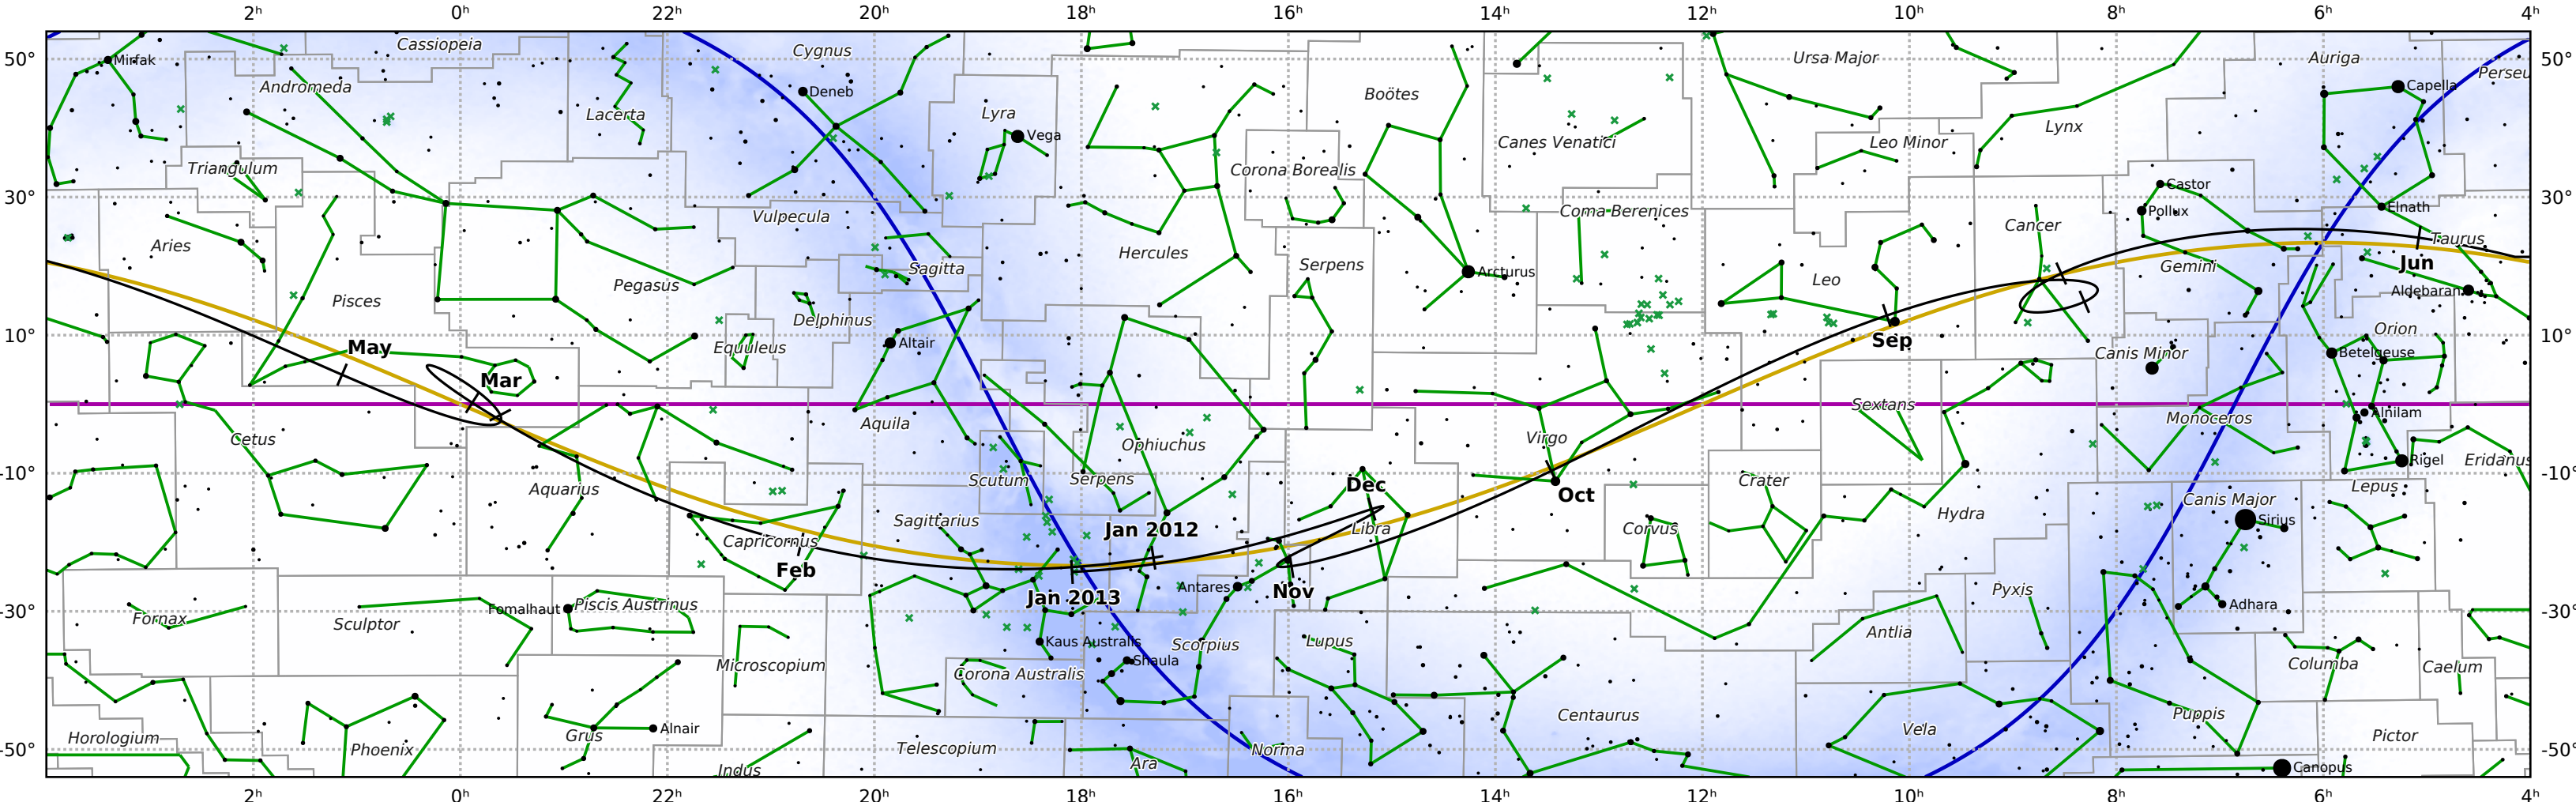 2ʰ 0ʰ 22ʰ 20ʰ 18ʰ 16ʰ 14ʰ 12ʰ 10ʰ 8ʰ 6ʰ 4ʰ
Cassiopeia Cygnus Ursa Major Auriga
50° Mirfak 50°
Perseu
Andromeda Deneb Boötes Capella
Lacerta Lyra Vega Canes Venatici Leo Minor Lynx
Triangulum Corona Borealis Castor
30° 30°
Vulpecula Coma Berenices Pollux Elnath
Aries Hercules Cancer Taurus
Pegasus Sagitta Serpens Arcturus Leo Gemini Jun
Pisces Aldebaran
Delphinus Orion
10° Equuleus Altair Sep 10°
May Canis Minor Betelgeuse
Mar
Sextans Alnilam
Cetus Aquila Ophiuchus Virgo Monoceros
-10° Rigel Eridanus -10°
Aquarius Scutum Serpens Dec Oct Crater Lepus
Sagittarius Jan 2012 Libra Corvus Hydra Canis Major Sirius
Capricornus
Feb
Antares Nov Pyxis
Jan 2013
-30° Fornax Sculptor Fomalhaut Piscis Austrinus Adhara -30°
Kaus Australis Scorpius Lupus Antlia
Microscopium Corona Australis Shaula Columba Caelum
Horologium Phoenix Grus Alnair Telescopium Centaurus Vela Puppis Pictor
-50° Norma -50°
Indus Ara Canopus
2ʰ 0ʰ 22ʰ 20ʰ 18ʰ 16ʰ 14ʰ 12ʰ 10ʰ 8ʰ 6ʰ 4ʰ